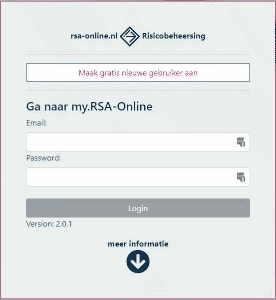 rsa-online.nl Risicobeheersing
Maak gratis nieuwe gebruiker aan
Ga naar my.RSA-Online
Email:
Password:
Login
Version: 2.0.1
meer informatie